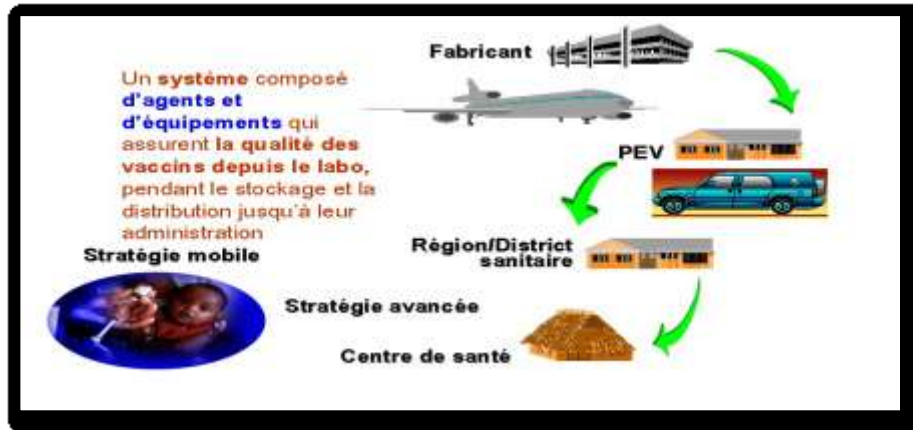 Fabricant
Un systéme composé
d'agents et
d'équipements qui
assurent la qualité des
vaccins depuis le labo,
pendant le stockage et la
distribution jusqu'à leur
administration
PEV
Région/District
sanitaire
Stratégie mobile
Stratégie avancée
Centre de santé